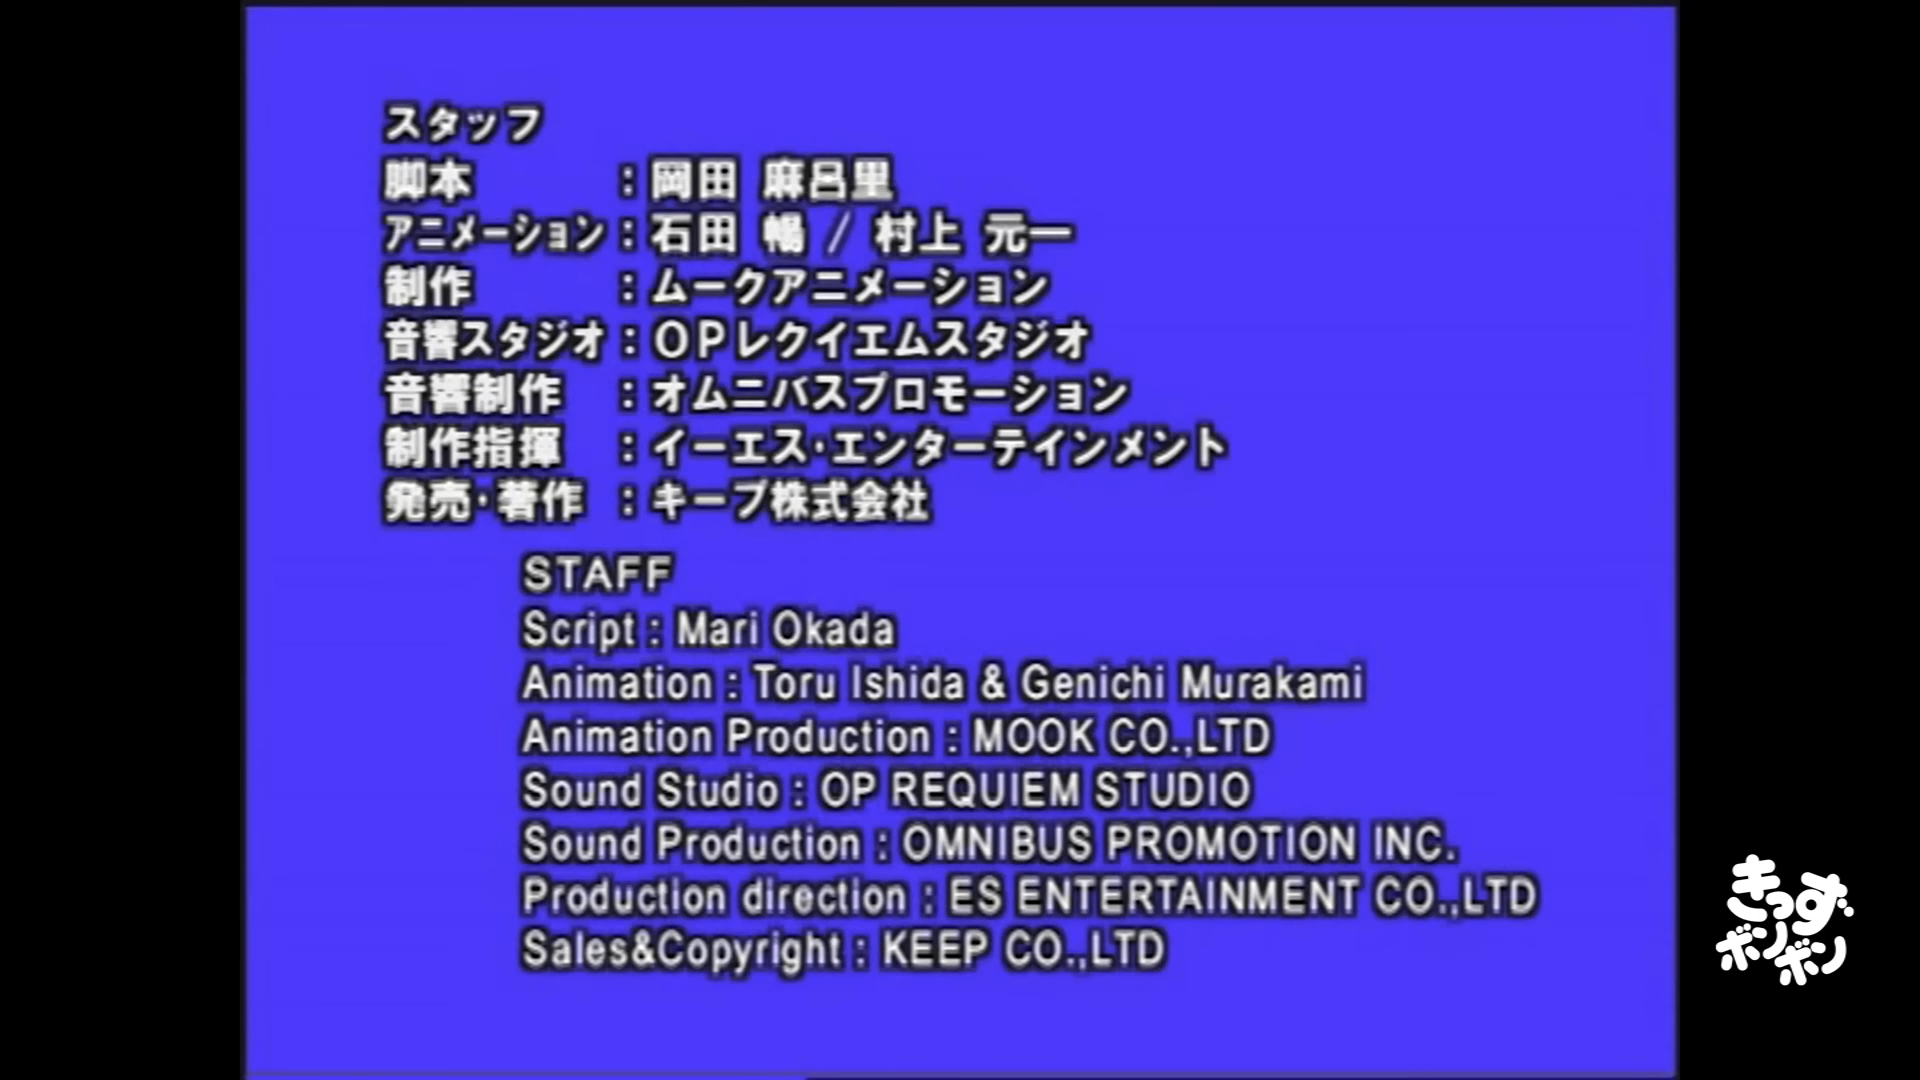 スタッフ
脚本 : 岡田 麻呂里
アニメーション : 石田 暢 / 村上 元一
制作 : ムークアニメーション
音響スタジオ : OPレクイエムスタジオ
音響制作 : オムニバスプロモーション
制作指揮 : イーエス・エンターテインメント
発売・著作 : キープ株式会社
STAFF
Script : Mari Okada
Animation : Toru Ishida & Genichi Murakami
Animation Production : MOOK CO.,LTD
Sound Studio : OP REQUIEM STUDIO
Sound Production : OMNIBUS PROMOTION INC.
Production direction : ES ENTERTAINMENT CO.,LTD
Sales&Copyright : KEEP CO.,LTD
きっず
ボンボン